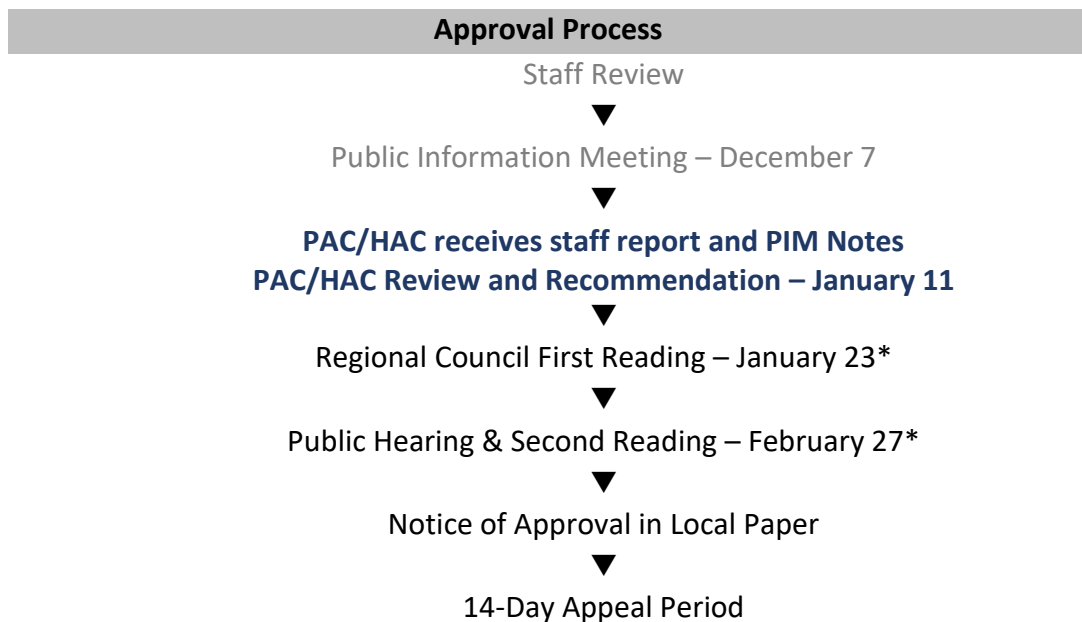 Approval Process
Staff Review
Public Information Meeting – December 7
PAC/HAC receives staff report and PIM Notes
PAC/HAC Review and Recommendation – January 11
Regional Council First Reading – January 23*
Public Hearing & Second Reading – February 27*
Notice of Approval in Local Paper
14-Day Appeal Period